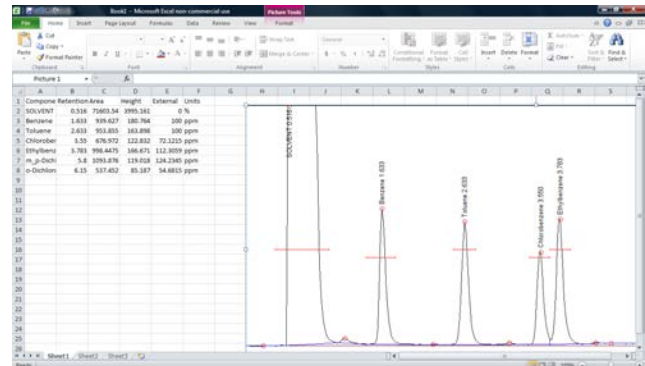 Book1 - Microsoft Excel non-commercial use
Picture Tools
File Home Insert Page Layout Formulas Data Review View Format
Cut
Copy
Format Painter
Paste
Wrap Text
Merge & Center
General
Conditional Formatting
Format as Table
Cell Styles
Insert Delete Format
AutoSum
Fill
Clear
Sort & Filter
Find & Select
Clipboard Font Alignment Number Styles Cells Editing
Picture 1
A B C D E F G H I J K L M N O P Q R S
1 Compone Retention Area Height External Units
2 SOLVENT 0.516 71603.54 3995.161 0 %
3 Benzene 1.633 939.627 180.764 100 ppm
4 Toluene 2.633 953.855 163.898 100 ppm
5 Chlorober 3.55 676.972 122.832 72.1215 ppm
6 Ethylbenz 3.783 998.4475 166.671 112.3059 ppm
7 m_p-Dichl 5.8 1093.876 119.018 124.2345 ppm
8 o-Dichlor 6.15 537.452 85.187 54.6815 ppm
9
10
11
12
13
14
15
16
17
18
19
20
21
22
23
24
25
26
SOLVENT 0.516
Benzene 1.633
Toluene 2.633
Chlorobenzene 3.550
Ethylbenzene 3.783
Sheet1 Sheet2 Sheet3
Ready
100%